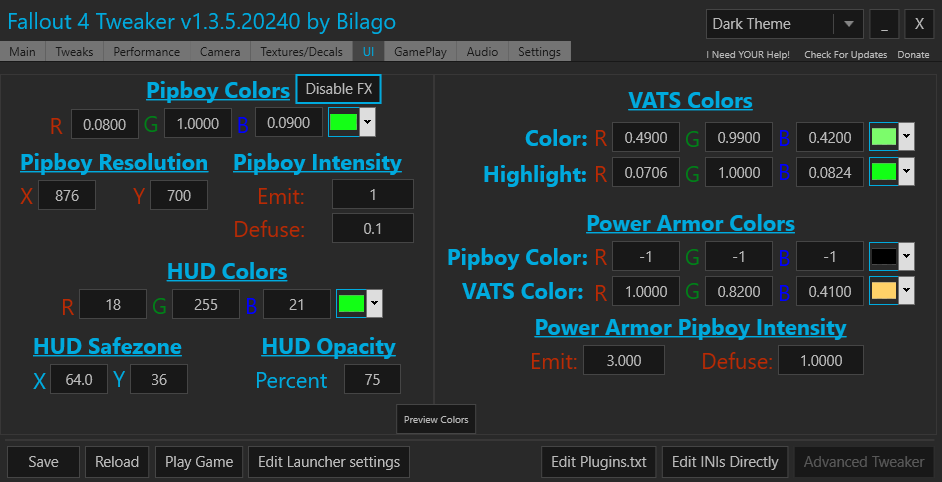 Fallout 4 Tweaker v1.3.5.20240 by Bilago
Dark Theme _ X
Main Tweaks Performance Camera Textures/Decals UI GamePlay Audio Settings
I Need YOUR Help! Check For Updates Donate
Pipboy Colors Disable FX
R 0.0800 G 1.0000 B 0.0900
Pipboy Resolution Pipboy Intensity
X 876 Y 700 Emit: 1
Defuse: 0.1
HUD Colors
R 18 G 255 B 21
HUD Safezone HUD Opacity
X 64.0 Y 36 Percent 75
VATS Colors
Color: R 0.4900 G 0.9900 B 0.4200
Highlight: R 0.0706 G 1.0000 B 0.0824
Power Armor Colors
Pipboy Color: R -1 G -1 B -1
VATS Color: R 1.0000 G 0.8200 B 0.4100
Power Armor Pipboy Intensity
Emit: 3.000 Defuse: 1.0000
Preview Colors
Save Reload Play Game Edit Launcher settings Edit Plugins.txt Edit INIs Directly Advanced Tweaker